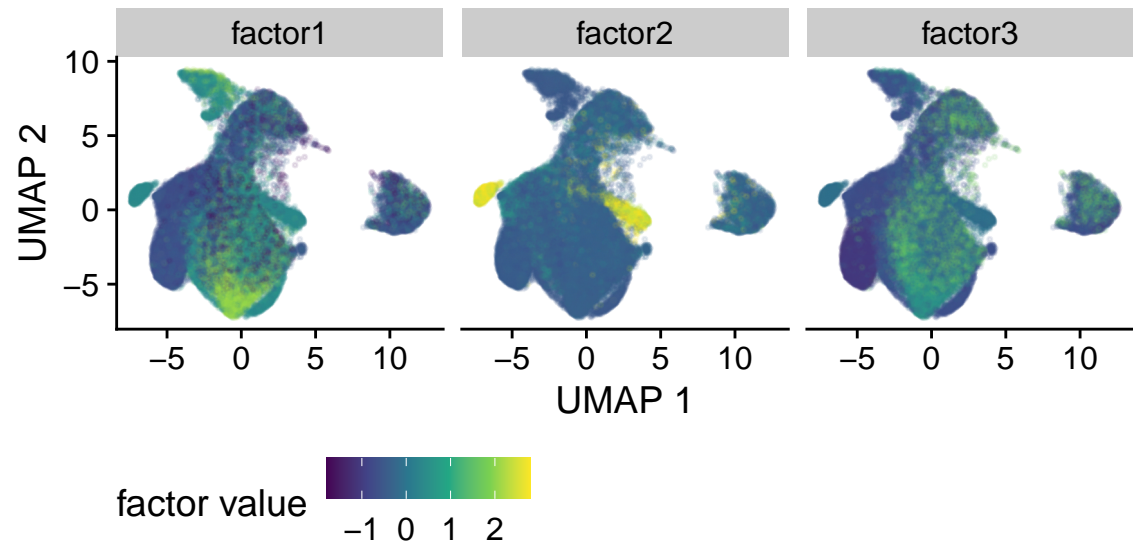 factor1 factor2 factor3
10
5
0
−5
UMAP 2
−5 0 5 10 −5 0 5 10 −5 0 5 10
UMAP 1
factor value
−1 0 1 2